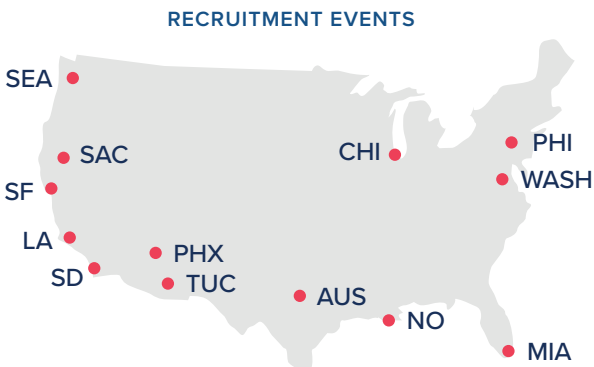 RECRUITMENT EVENTS
SEA
SAC
SF
LA
SD
PHX
TUC
CHI
AUS
NO
PHI
WASH
MIA